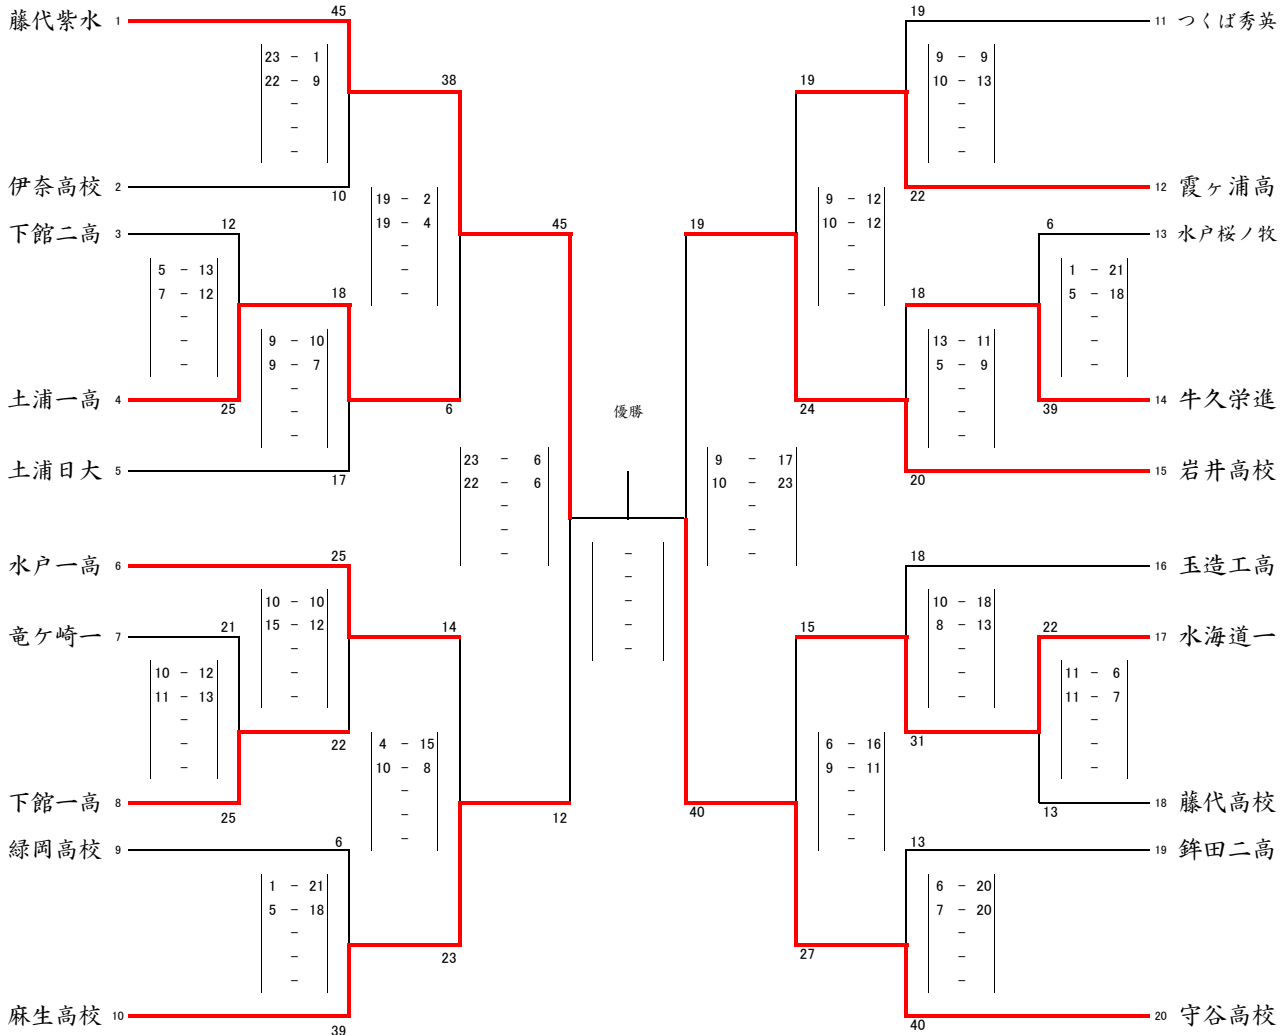 45
藤代紫水 1
23 - 1
22 - 9
-
-
-
38
伊奈高校 2
10
下館二高 3
12
5 - 13
7 - 12
-
-
-
19 - 2
19 - 4
-
-
-
45
18
9 - 10
9 - 7
-
-
-
土浦一高 4
25
6
土浦日大 5
17
23 - 6
22 - 6
-
-
-
水戸一高 6
25
10 - 10
15 - 12
-
-
-
14
竜ケ崎一 7
21
10 - 12
11 - 13
-
-
-
22
4 - 15
10 - 8
-
-
-
下館一高 8
25
12
緑岡高校 9
6
1 - 21
5 - 18
-
-
-
23
麻生高校 10
39
優勝
-
-
-
-
-
19
11 つくば秀英
9 - 9
10 - 13
-
-
-
19
12 霞ヶ浦高
22
9 - 12
10 - 12
-
-
-
19
6
13 水戸桜ノ牧
1 - 21
5 - 18
-
-
-
18
13 - 11
5 - 9
-
-
-
14 牛久栄進
39
24
15 岩井高校
20
9 - 17
10 - 23
-
-
-
18
16 玉造工高
10 - 18
8 - 13
-
-
-
15
22
17 水海道一
11 - 6
11 - 7
-
-
-
31
6 - 16
9 - 11
-
-
-
40
18 藤代高校
13
13
19 鉾田二高
6 - 20
7 - 20
-
-
-
27
20 守谷高校
40